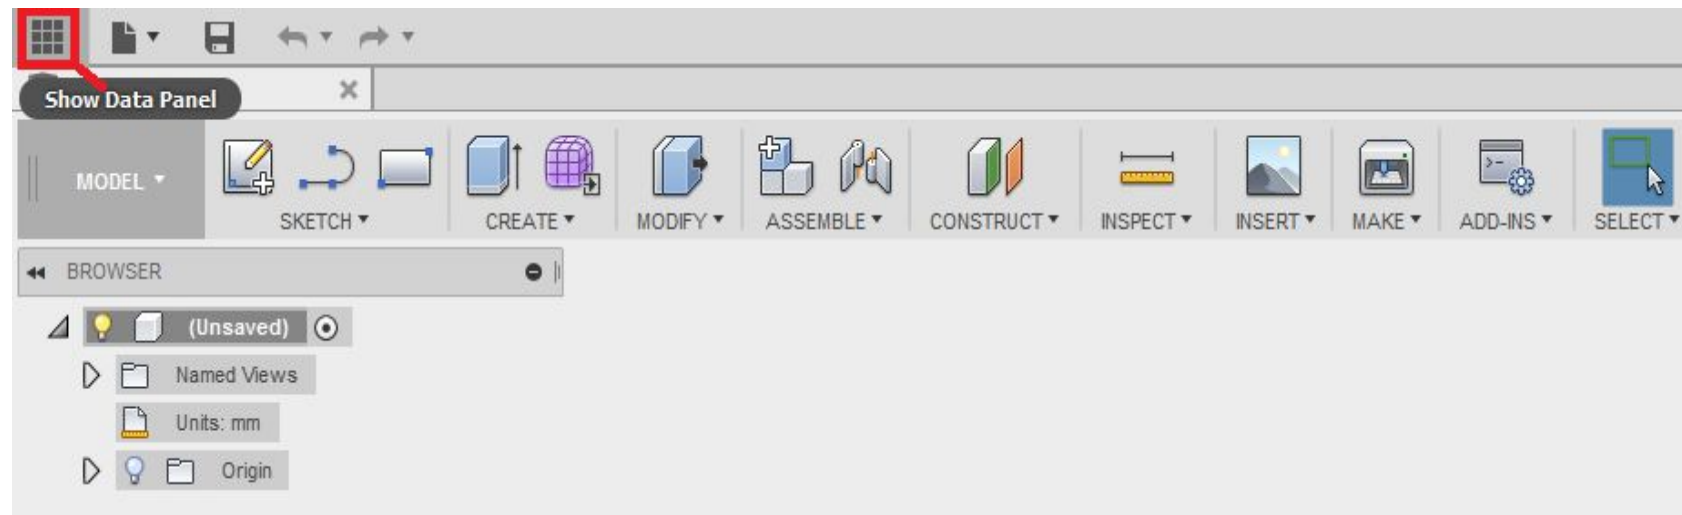 Show Data Panel
MODEL
SKETCH
CREATE
MODIFY
ASSEMBLE
CONSTRUCT
INSPECT
INSERT
MAKE
ADD-INS
SELECT
BROWSER
(Unsaved)
Named Views
Units: mm
Origin